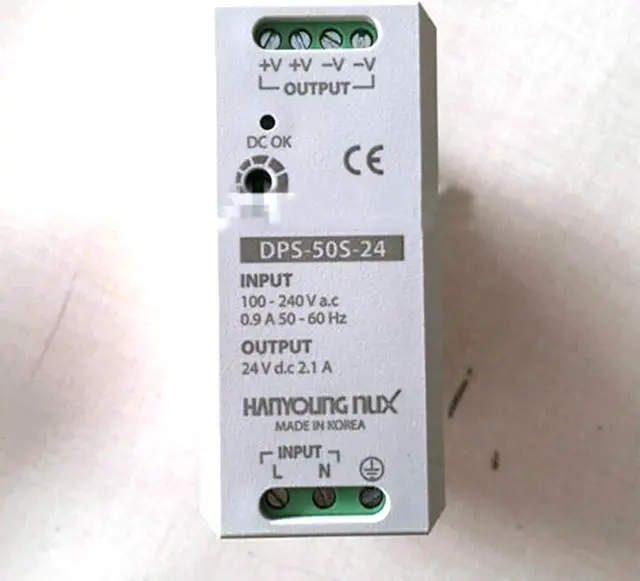 +V +V -V -V
OUTPUT
DC OK
CE
DPS-50S-24
INPUT
100 - 240 V a.c
0.9 A 50 - 60 Hz
OUTPUT
24 V d.c 2.1 A
HANYOUNG NUX
MADE IN KOREA
INPUT
L N